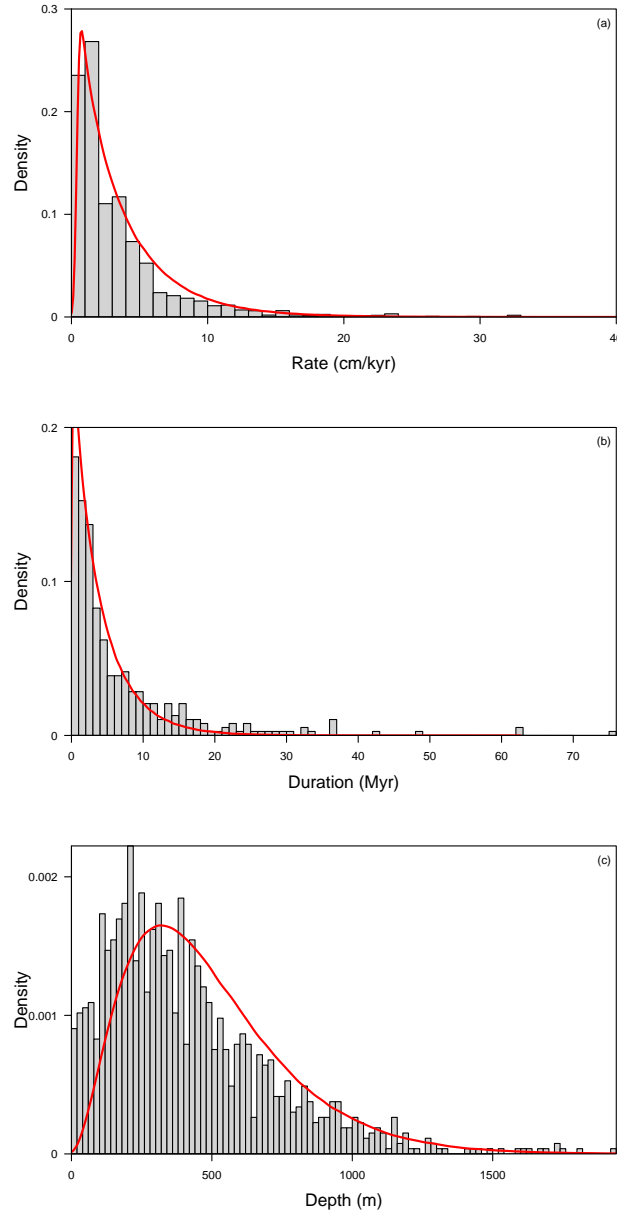 (a)
0.3
0.2
0.1
0
Density
0 10 20 30 40
Rate (cm/kyr)
(b)
0.2
0.1
0
Density
0 10 20 30 40 50 60 70
Duration (Myr)
(c)
0.002
0.001
0
Density
0 500 1000 1500
Depth (m)